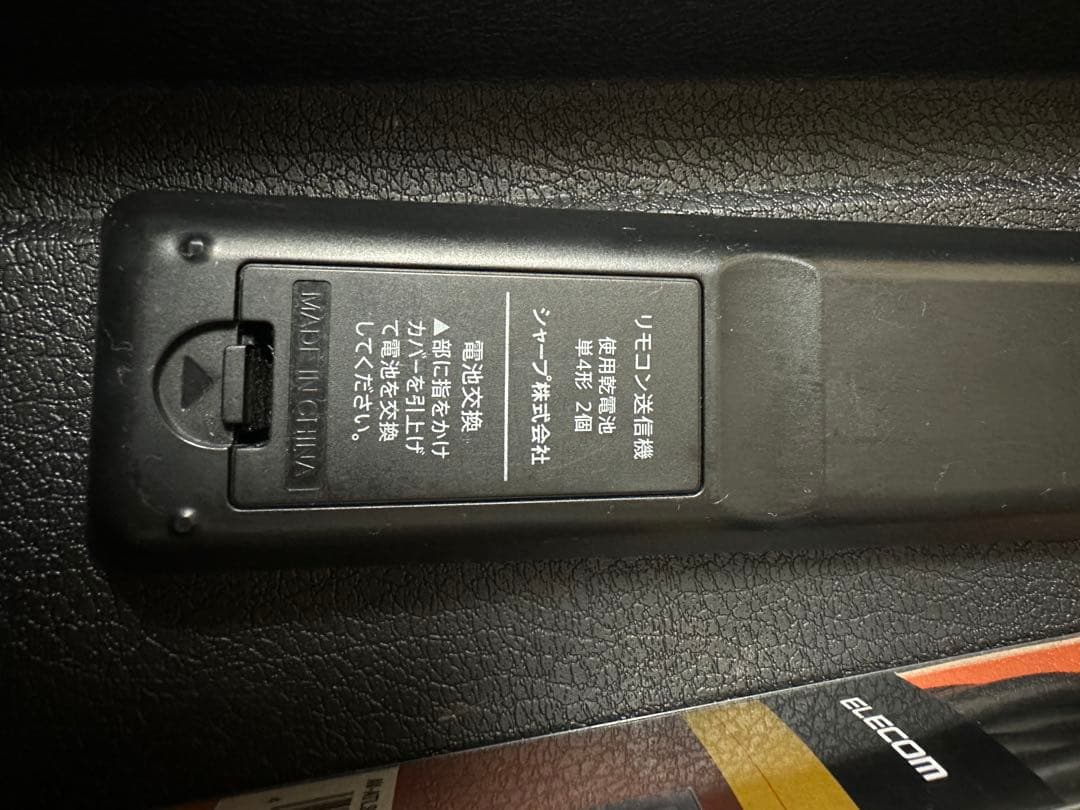 リモコン送信機
使用乾電池
単4形 2個
シャープ株式会社
電池交換
▲部に指をかけ
カバーを引上げ
て電池を交換
してください。
MADE IN CHINA
ELECOM